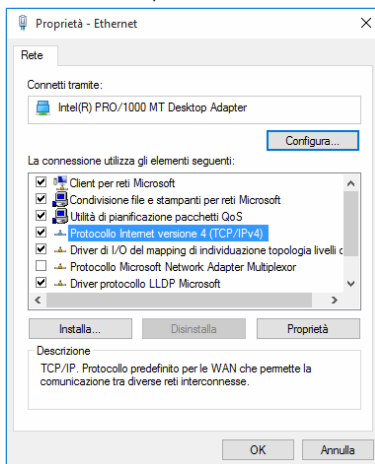 Proprietà - Ethernet
Rete
Connetti tramite:
Intel(R) PRO/1000 MT Desktop Adapter
Configura...
La connessione utilizza gli elementi seguenti:
Client per reti Microsoft
Condivisione file e stampanti per reti Microsoft
Utilità di pianificazione pacchetti QoS
Protocollo Internet versione 4 (TCP/IPv4)
Driver di I/O del mapping di individuazione topologia livelli c
Protocollo Microsoft Network Adapter Multiplexor
Driver protocollo LLDP Microsoft
Installa... Disinstalla Proprietà
Descrizione
TCP/IP. Protocollo predefinito per le WAN che permette la
comunicazione tra diverse reti interconnesse.
OK Annulla